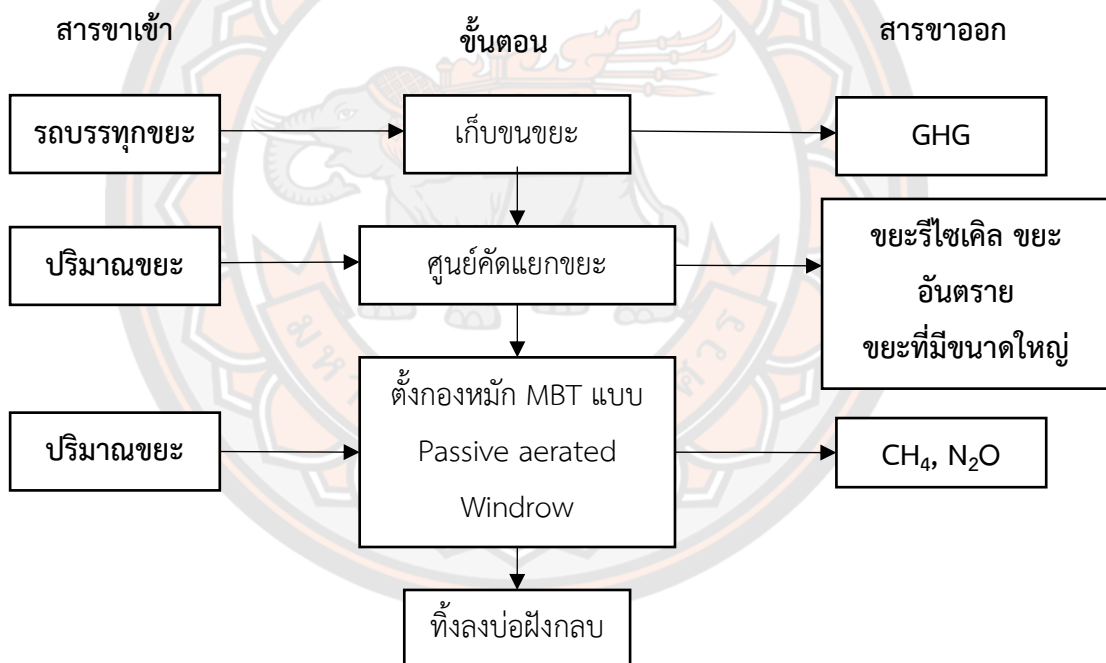 สารขาเข้า
ขั้นตอน
สารขาออก
รถบรรทุกขยะ
เก็บขนขยะ
GHG
ปริมาณขยะ
ศูนย์คัดแยกขยะ
ขยะรีไซเคิล ขยะ
อันตราย
ขยะที่มีขนาดใหญ่
ปริมาณขยะ
ตั้งกองหมัก MBT แบบ
Passive aerated
Windrow
CH₄, N₂O
ทิ้งลงบ่อฝังกลบ